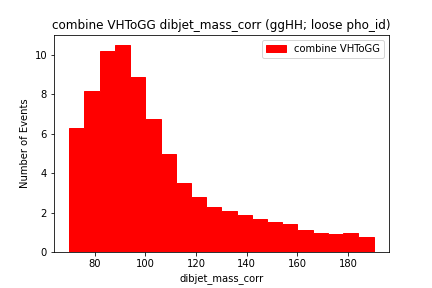 combine VHToGG dibjet_mass_corr (ggHH; loose pho_id)
combine VHToGG
Number of Events
10
8
6
4
2
0
80 100 120 140 160 180
dibjet_mass_corr